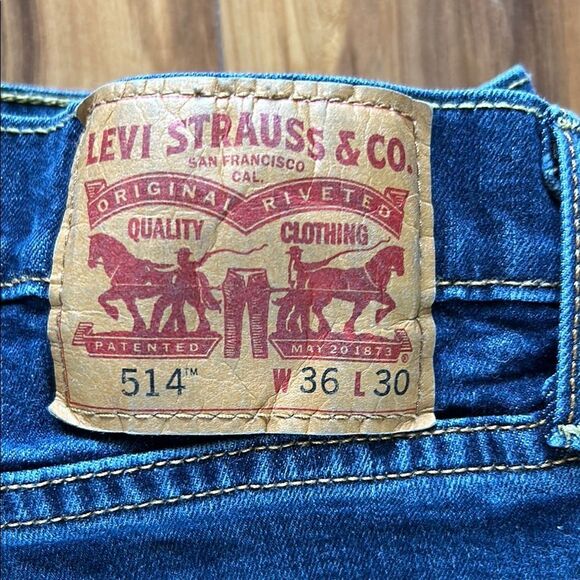 LEVI STRAUSS & CO.
SAN FRANCISCO
CAL.
ORIGINAL RIVETED
QUALITY CLOTHING
PATENTED MAY 20 1873 ®
514™ W 36 L 30